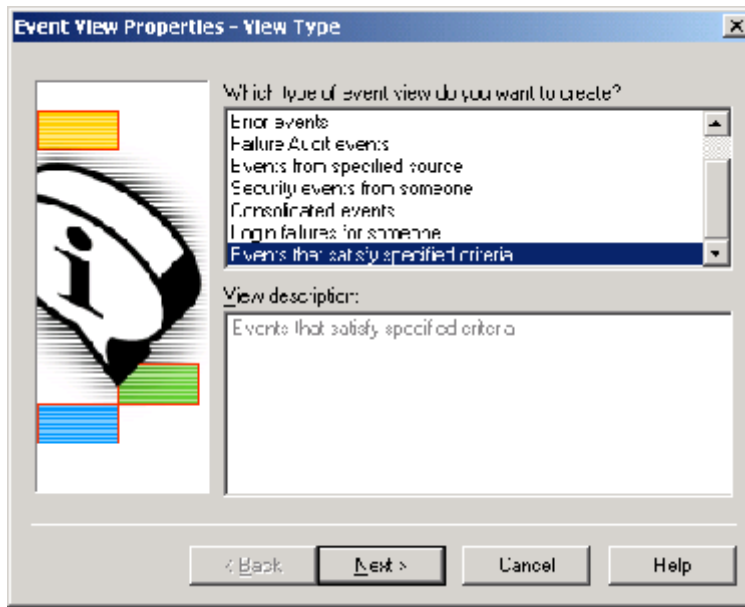 Event View Properties - View Type
Which type of event view do you want to create?
Error events
Failure Audit events
Events from specified source
Security events from someone
Consolidated events
Login failures for someone
Events that satisfy specified criteria
View description:
Events that satisfy specified criteria
< Back
Next >
Cancel
Help